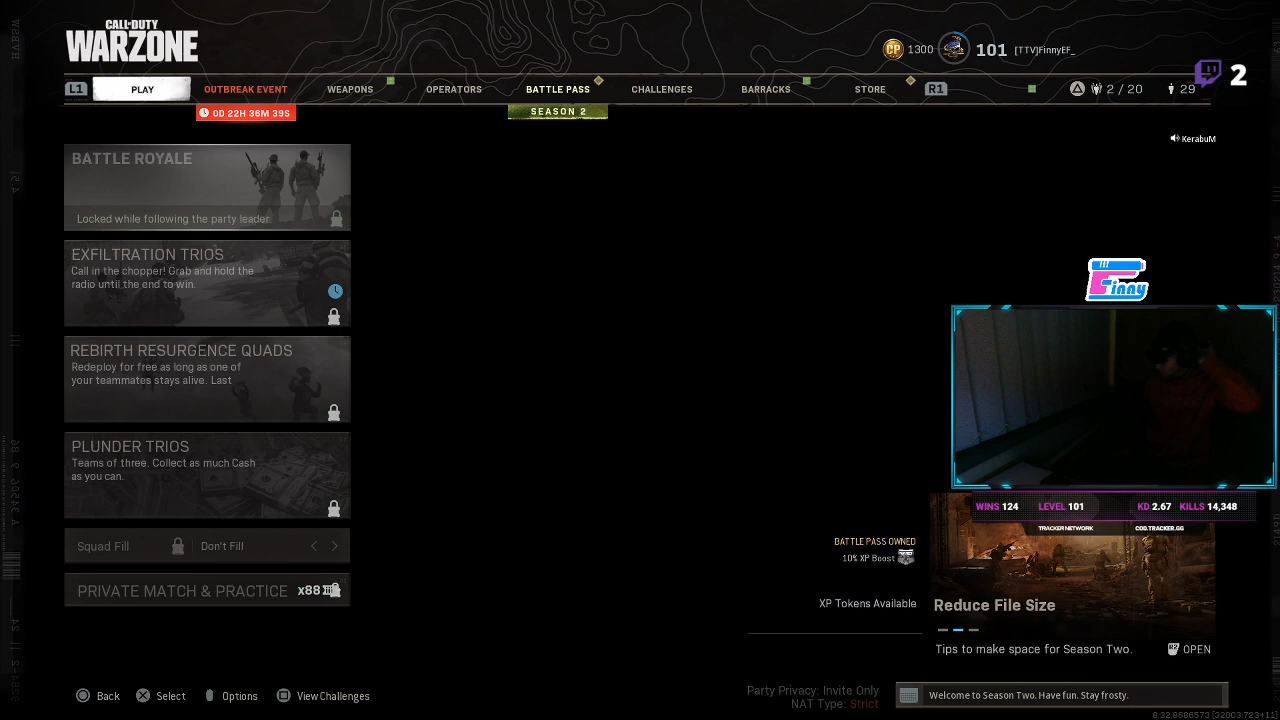 CALL OF DUTY
WARZONE
CP 1300 101 [TTV]FinnyEF_
L1 PLAY OUTBREAK EVENT WEAPONS OPERATORS BATTLE PASS CHALLENGES BARRACKS STORE R1 2 / 20 29 2
0D 22H 36M 39S SEASON 2
KerabuM
BATTLE ROYALE
Locked while following the party leader
EXFILTRATION TRIOS
Call in the chopper! Grab and hold the
radio until the end to win.
Finny
REBIRTH RESURGENCE QUADS
Redeploy for free as long as one of
your teammates stays alive. Last
PLUNDER TRIOS
Teams of three. Collect as much Cash
as you can.
WINS 124 LEVEL 101 KD 2.67 KILLS 14,348
TRACKER NETWORK COD.TRACKER.GG
Squad Fill Don't Fill
BATTLE PASS OWNED
10% XP Boost
PRIVATE MATCH & PRACTICE x88
XP Tokens Available
Reduce File Size
Tips to make space for Season Two. OPEN
Back Select Options View Challenges
Party Privacy: Invite Only
NAT Type: Strict
Welcome to Season Two. Have fun. Stay frosty.